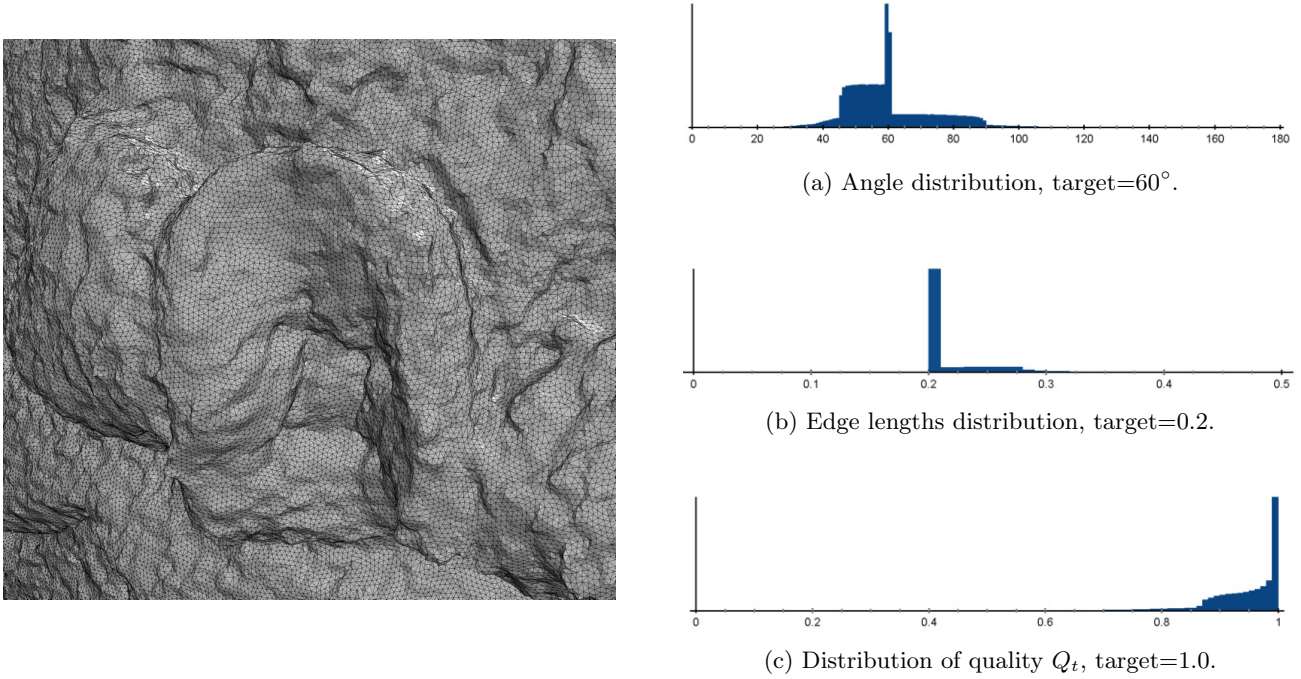 0 20 40 60 80 100 120 140 160 180
(a) Angle distribution, target=60°.
0 0.1 0.2 0.3 0.4 0.5
(b) Edge lengths distribution, target=0.2.
0 0.2 0.4 0.6 0.8 1
(c) Distribution of quality Qt, target=1.0.